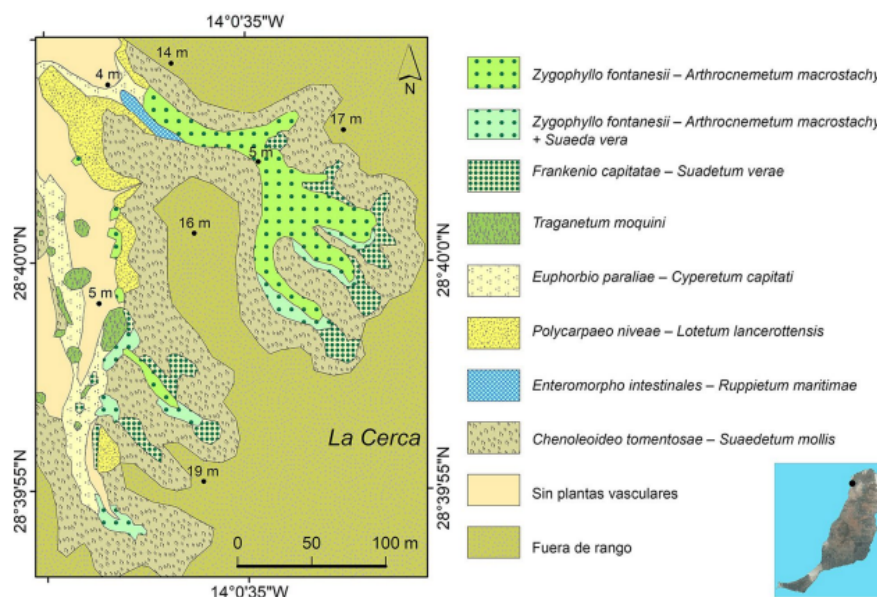 14°0'35"W
14 m
4 m
N
17 m
5 m
16 m
28°40'0"N
28°40'0"N
5 m
La Cerca
19 m
28°39'55"N
28°39'55"N
0 50 100 m
14°0'35"W
Zygophyllo fontanesii – Arthrocnemetum macrostachy
Zygophyllo fontanesii – Arthrocnemetum macrostachy
+ Suaeda vera
Frankenio capitatae – Suadetum verae
Traganetum moquini
Euphorbio paraliae – Cyperetum capitati
Polycarpaeo niveae – Lotetum lancerottensis
Enteromorpho intestinales – Ruppietum maritimae
Chenoleoideo tomentosae – Suaedetum mollis
Sin plantas vasculares
Fuera de rango